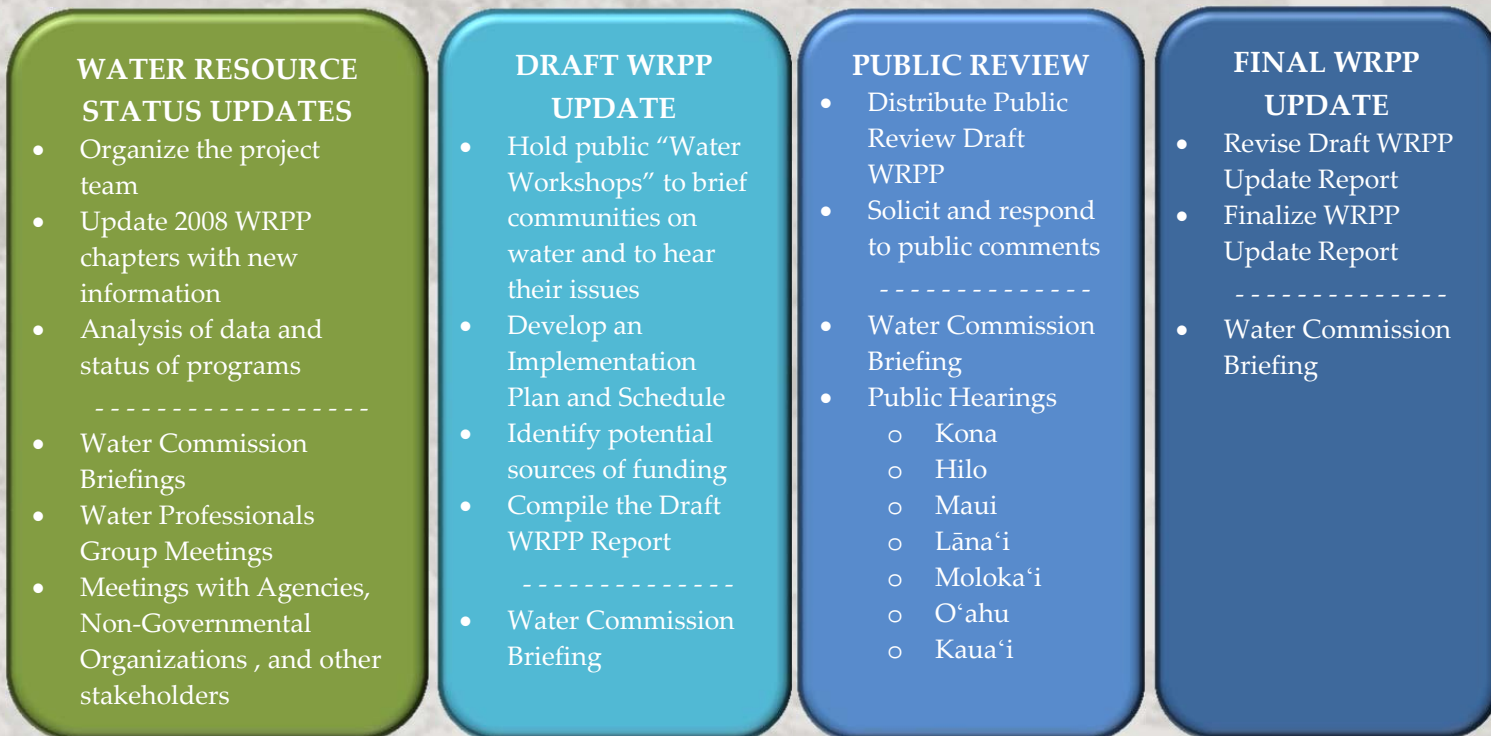 WATER RESOURCE
STATUS UPDATES
• Organize the project
team
• Update 2008 WRPP
chapters with new
information
• Analysis of data and
status of programs
- - - - - - - - - - - - - - - - - -
• Water Commission
Briefings
• Water Professionals
Group Meetings
• Meetings with Agencies,
Non-Governmental
Organizations , and other
stakeholders
DRAFT WRPP
UPDATE
• Hold public “Water
Workshops” to brief
communities on
water and to hear
their issues
• Develop an
Implementation
Plan and Schedule
• Identify potential
sources of funding
• Compile the Draft
WRPP Report
- - - - - - - - - - - - - -
• Water Commission
Briefing
PUBLIC REVIEW
• Distribute Public
Review Draft
WRPP
• Solicit and respond
to public comments
- - - - - - - - - - - - - -
• Water Commission
Briefing
• Public Hearings
o Kona
o Hilo
o Maui
o Lānaʻi
o Molokaʻi
o Oʻahu
o Kauaʻi
FINAL WRPP
UPDATE
• Revise Draft WRPP
Update Report
• Finalize WRPP
Update Report
- - - - - - - - - - - - - -
• Water Commission
Briefing